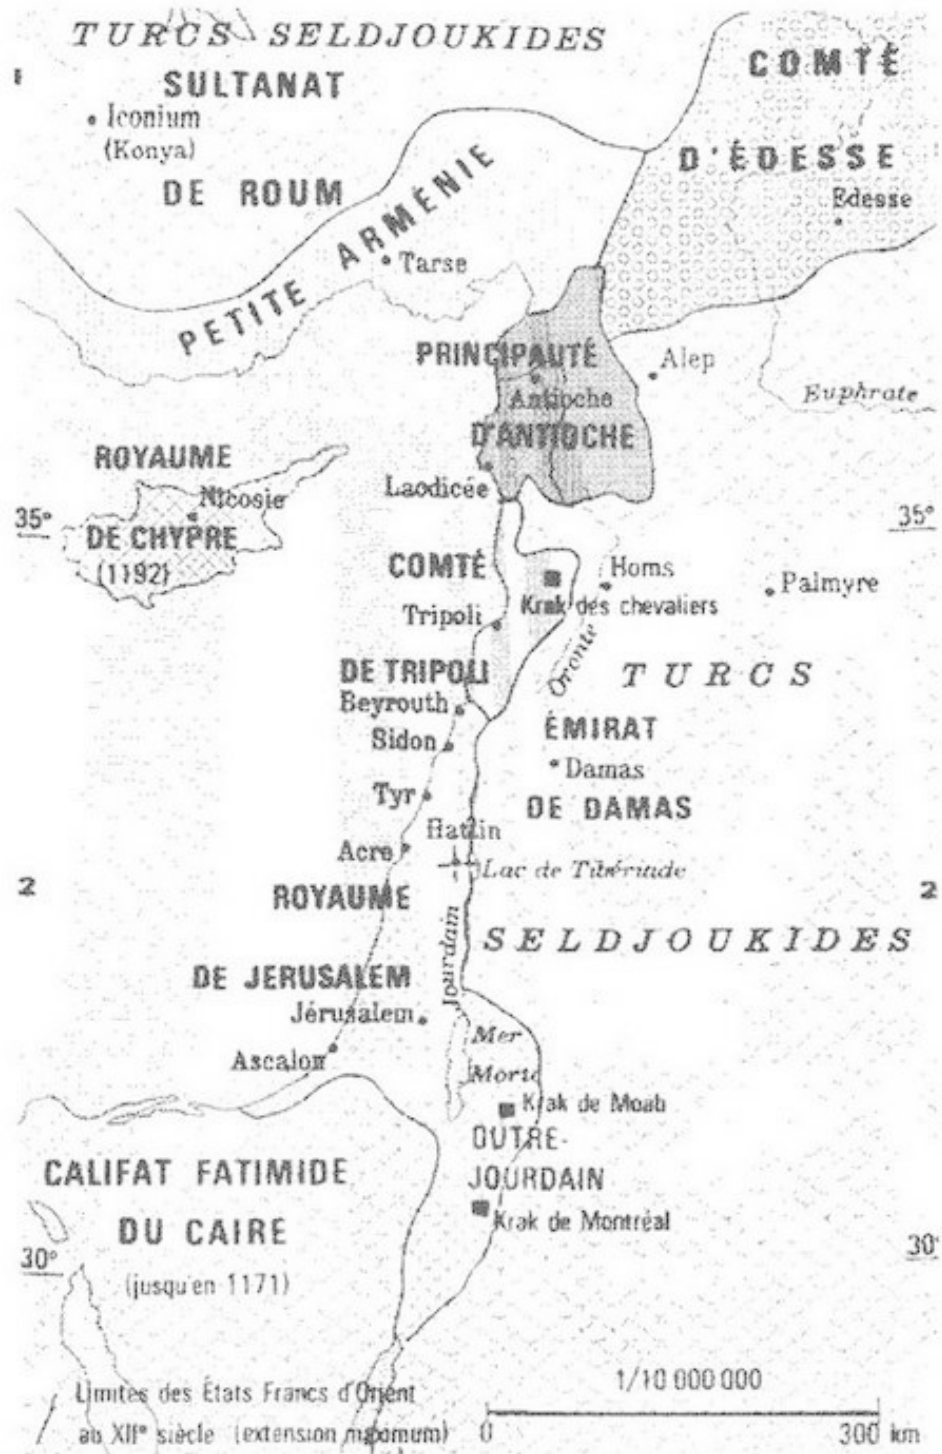 TURCS SELDJOUKIDES
COMTÉ
1
SULTANAT
Iconium
(Konya)
D'ÉDESSE
DE ROUM
Edesse
PETITE ARMÉNIE
Tarse
PRINCIPAUTÉ
Alep
Antioche
Euphrate
D'ANTIOCHE
ROYAUME
Laodicée
Nicosie
35°
35°
DE CHYPRE
(1192)
COMTÉ
Homs
Palmyre
Krak des chevaliers
Tripoli
Oronte
DE TRIPOLI
TURCS
Beyrouth
ÉMIRAT
Sidon
Damas
Tyr
DE DAMAS
Hattin
Acre
Lac de Tibériade
2
2
ROYAUME
Jourdain
SELDJOUKIDES
DE JERUSALEM
Jérusalem
Mer
Ascalon
Morte
Krak de Moab
OUTRE-
CALIFAT FATIMIDE
JOURDAIN
DU CAIRE
Krak de Montréal
30°
30°
(jusqu'en 1171)
1/10 000 000
Limites des États Francs d'Orient
au XIIe siècle (extension maximum)
0
300 km